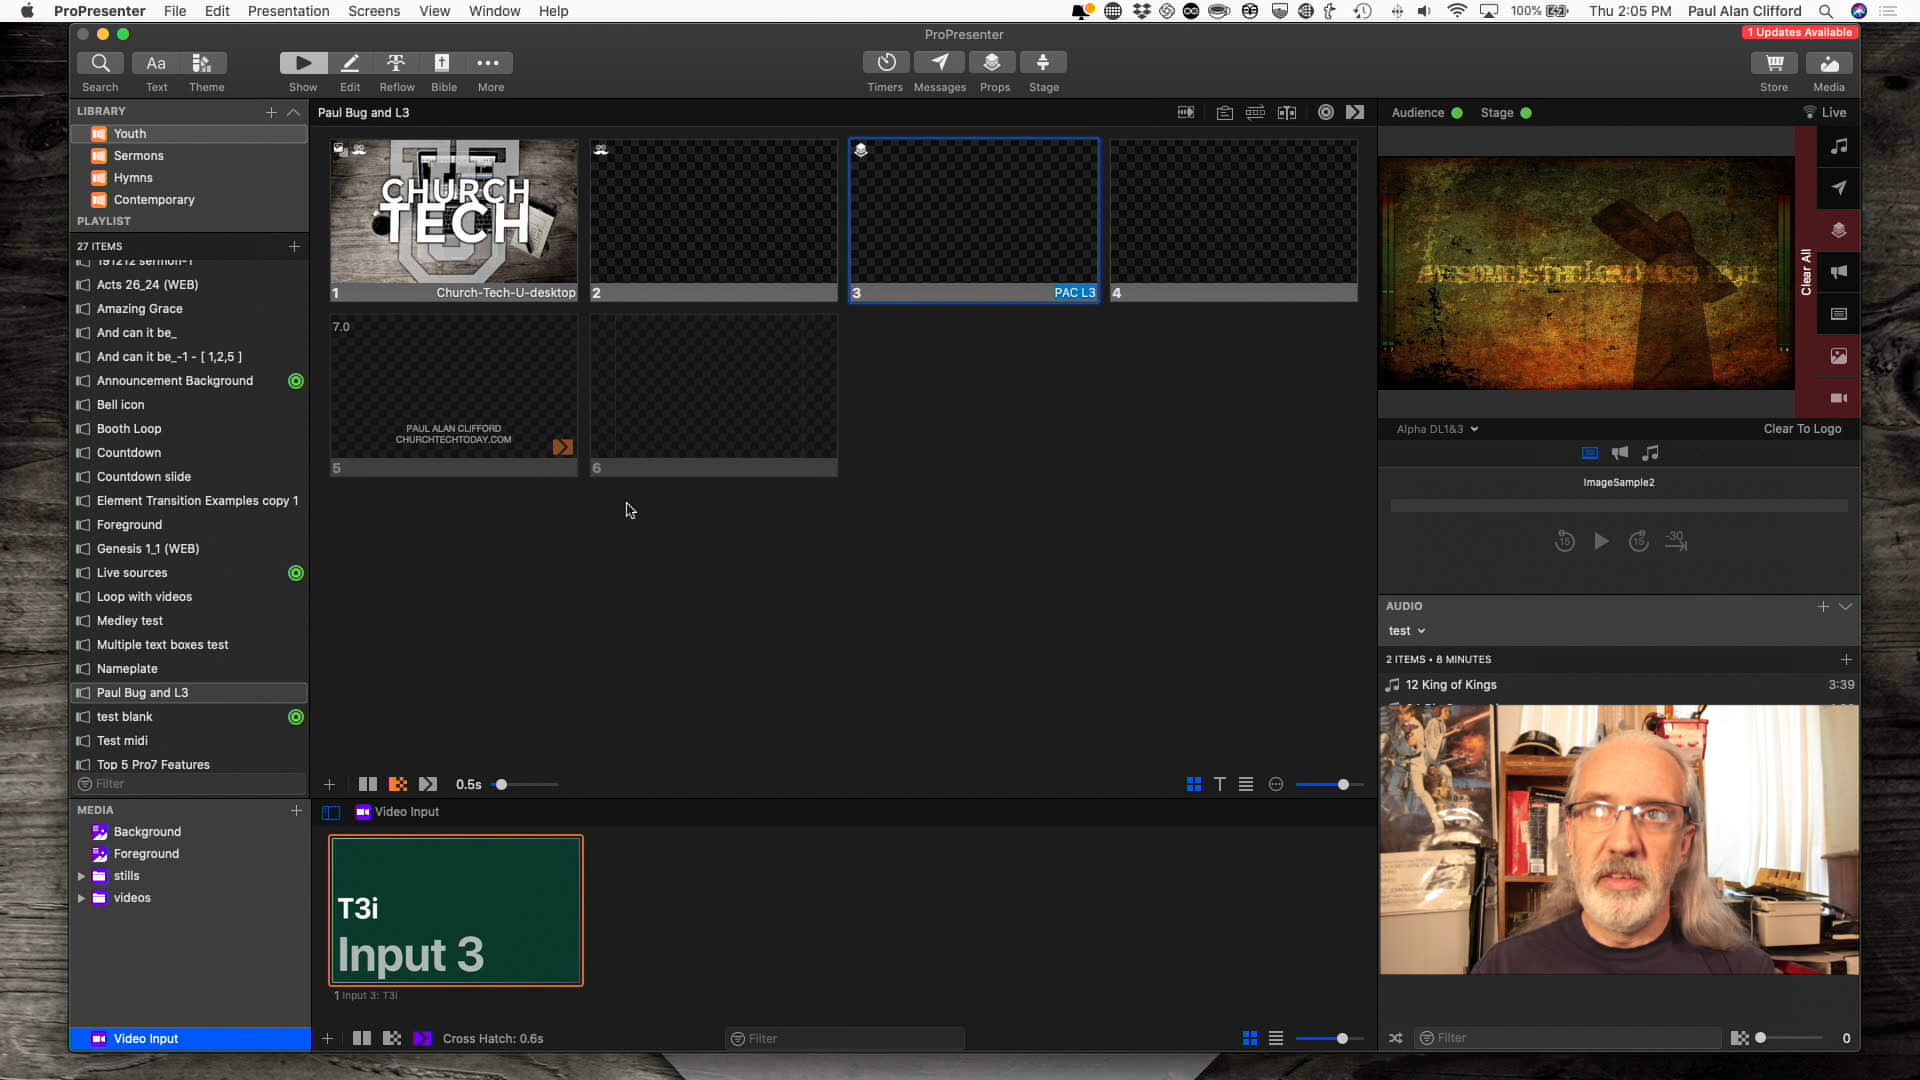 ProPresenter File Edit Presentation Screens View Window Help
100% Thu 2:05 PM Paul Alan Clifford
ProPresenter
1 Updates Available
Search Text Theme Show Edit Reflow Bible More Timers Messages Props Stage Store Media
Aa
LIBRARY
Youth
Sermons
Hymns
Contemporary
PLAYLIST
27 ITEMS
191212 sermon-1
Acts 26_24 (WEB)
Amazing Grace
And can it be_
And can it be_-1 - [ 1,2,5 ]
Announcement Background
Bell icon
Booth Loop
Countdown
Countdown slide
Element Transition Examples copy 1
Foreground
Genesis 1_1 (WEB)
Live sources
Loop with videos
Medley test
Multiple text boxes test
Nameplate
Paul Bug and L3
test blank
Test midi
Top 5 Pro7 Features
Filter
MEDIA
Background
Foreground
stills
videos
Video Input
Paul Bug and L3
CHURCH
TECH
1 Church-Tech-U-desktop
2
3 PAC L3
4
7.0
PAUL ALAN CLIFFORD
CHURCHTECHTODAY.COM
5
6
0.5s
Video Input
T3i
Input 3
1 Input 3: T3i
Cross Hatch: 0.6s
Filter
Audience Stage Live
Clear All
Alpha DL1&3 Clear To Logo
ImageSample2
15 15 -30
AUDIO
test
2 ITEMS • 8 MINUTES
12 King of Kings 3:39
Filter 0